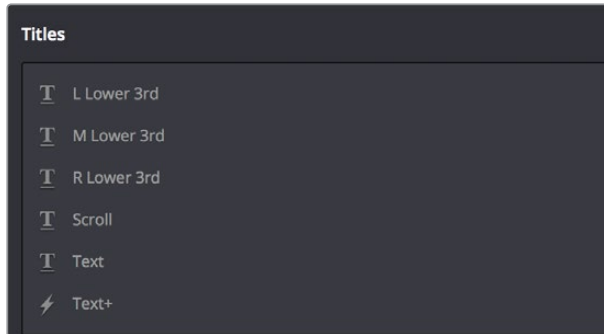 Titles
L Lower 3rd
M Lower 3rd
R Lower 3rd
Scroll
Text
Text+